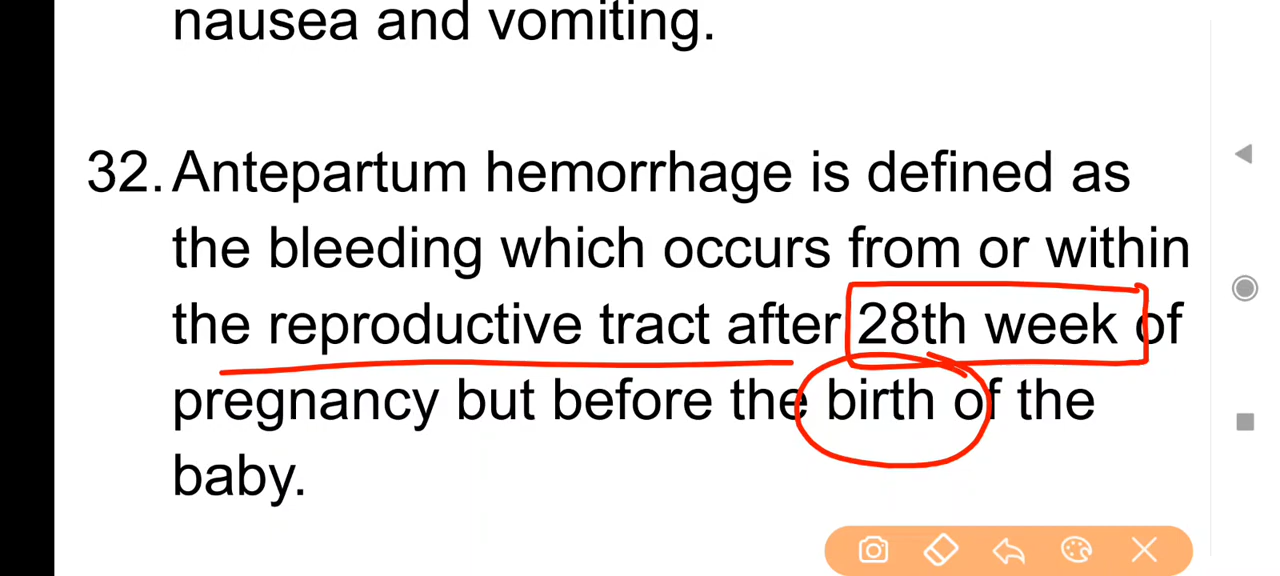 nausea and vomiting.
32. Antepartum hemorrhage is defined as
the bleeding which occurs from or within
the reproductive tract after 28th week of
pregnancy but before the birth of the
baby.